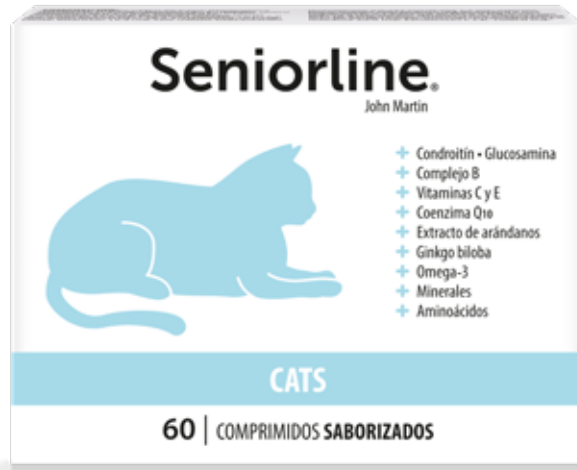 Seniorline®
John Martin
+ Condroitín • Glucosamina
+ Complejo B
+ Vitaminas C y E
+ Coenzima Q10
+ Extracto de arándanos
+ Ginkgo biloba
+ Omega-3
+ Minerales
+ Aminoácidos
CATS
60 | COMPRIMIDOS SABORIZADOS